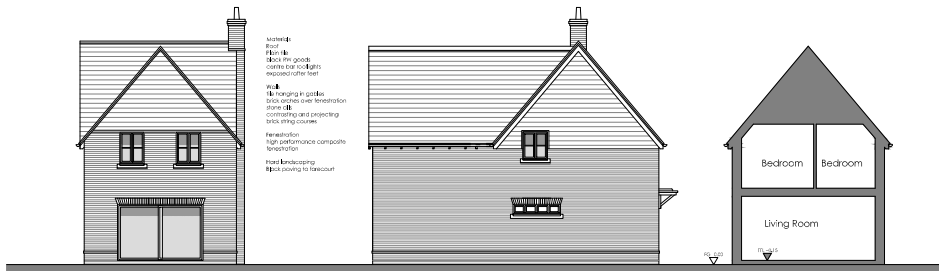 Materials
Roof
Plain tile
black RW goods
centre bar rooflights
exposed rafter feet
Walls
tile hanging in gables
brick arches over fenestration
stone cills
contrasting and projecting
brick string courses
Fenestration
high performance composite
fenestration
Hard landscaping
Block paving to forecourt
Bedroom
Bedroom
Living Room